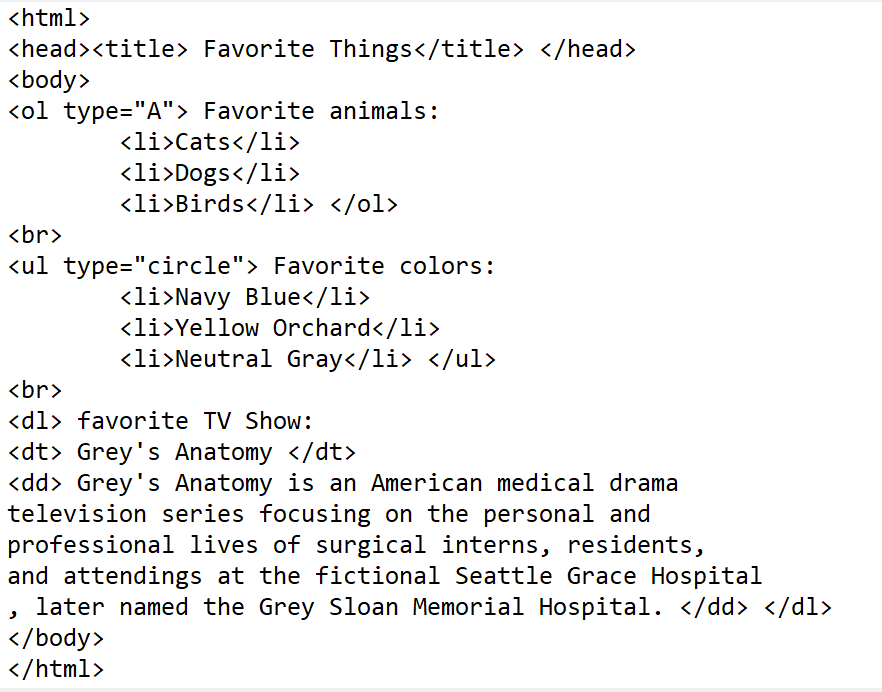 <html>
<head><title> Favorite Things</title> </head>
<body>
<ol type="A"> Favorite animals:
<li>Cats</li>
<li>Dogs</li>
<li>Birds</li> </ol>
<br>
<ul type="circle"> Favorite colors:
<li>Navy Blue</li>
<li>Yellow Orchard</li>
<li>Neutral Gray</li> </ul>
<br>
<dl> favorite TV Show:
<dt> Grey's Anatomy </dt>
<dd> Grey's Anatomy is an American medical drama
television series focusing on the personal and
professional lives of surgical interns, residents,
and attendings at the fictional Seattle Grace Hospital
, later named the Grey Sloan Memorial Hospital. </dd> </dl>
</body>
</html>